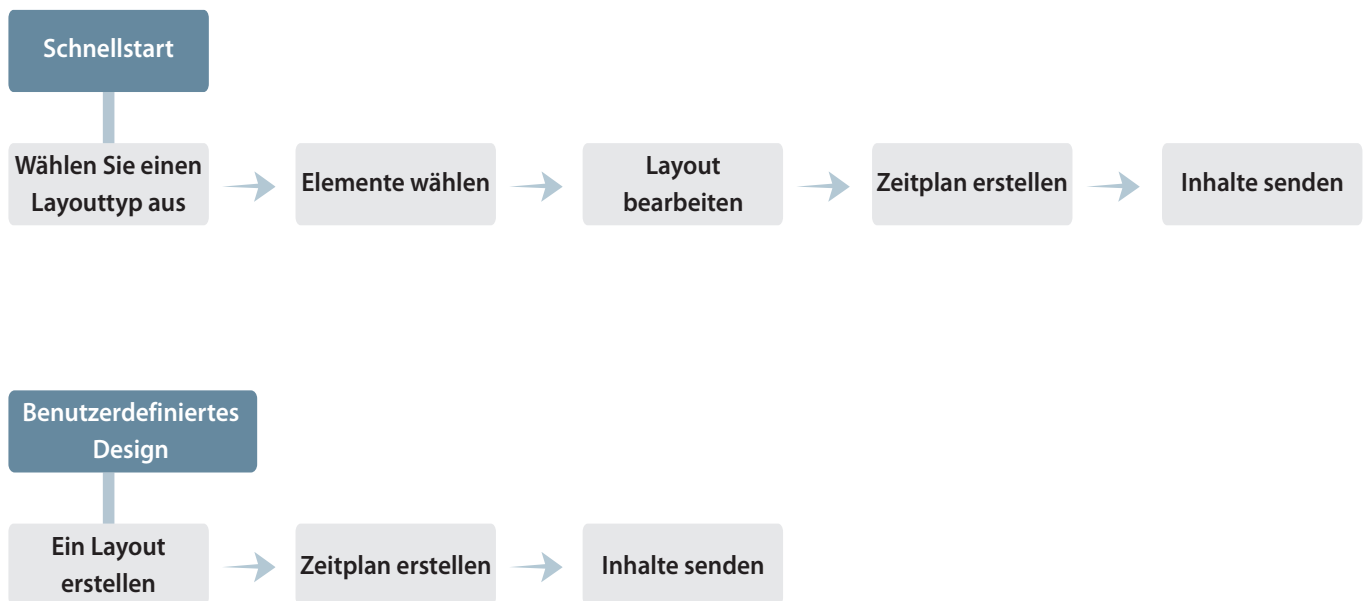 Schnellstart
Wählen Sie einen
Layouttyp aus
Elemente wählen
Layout
bearbeiten
Zeitplan erstellen
Inhalte senden
Benutzerdefiniertes
Design
Ein Layout
erstellen
Zeitplan erstellen
Inhalte senden